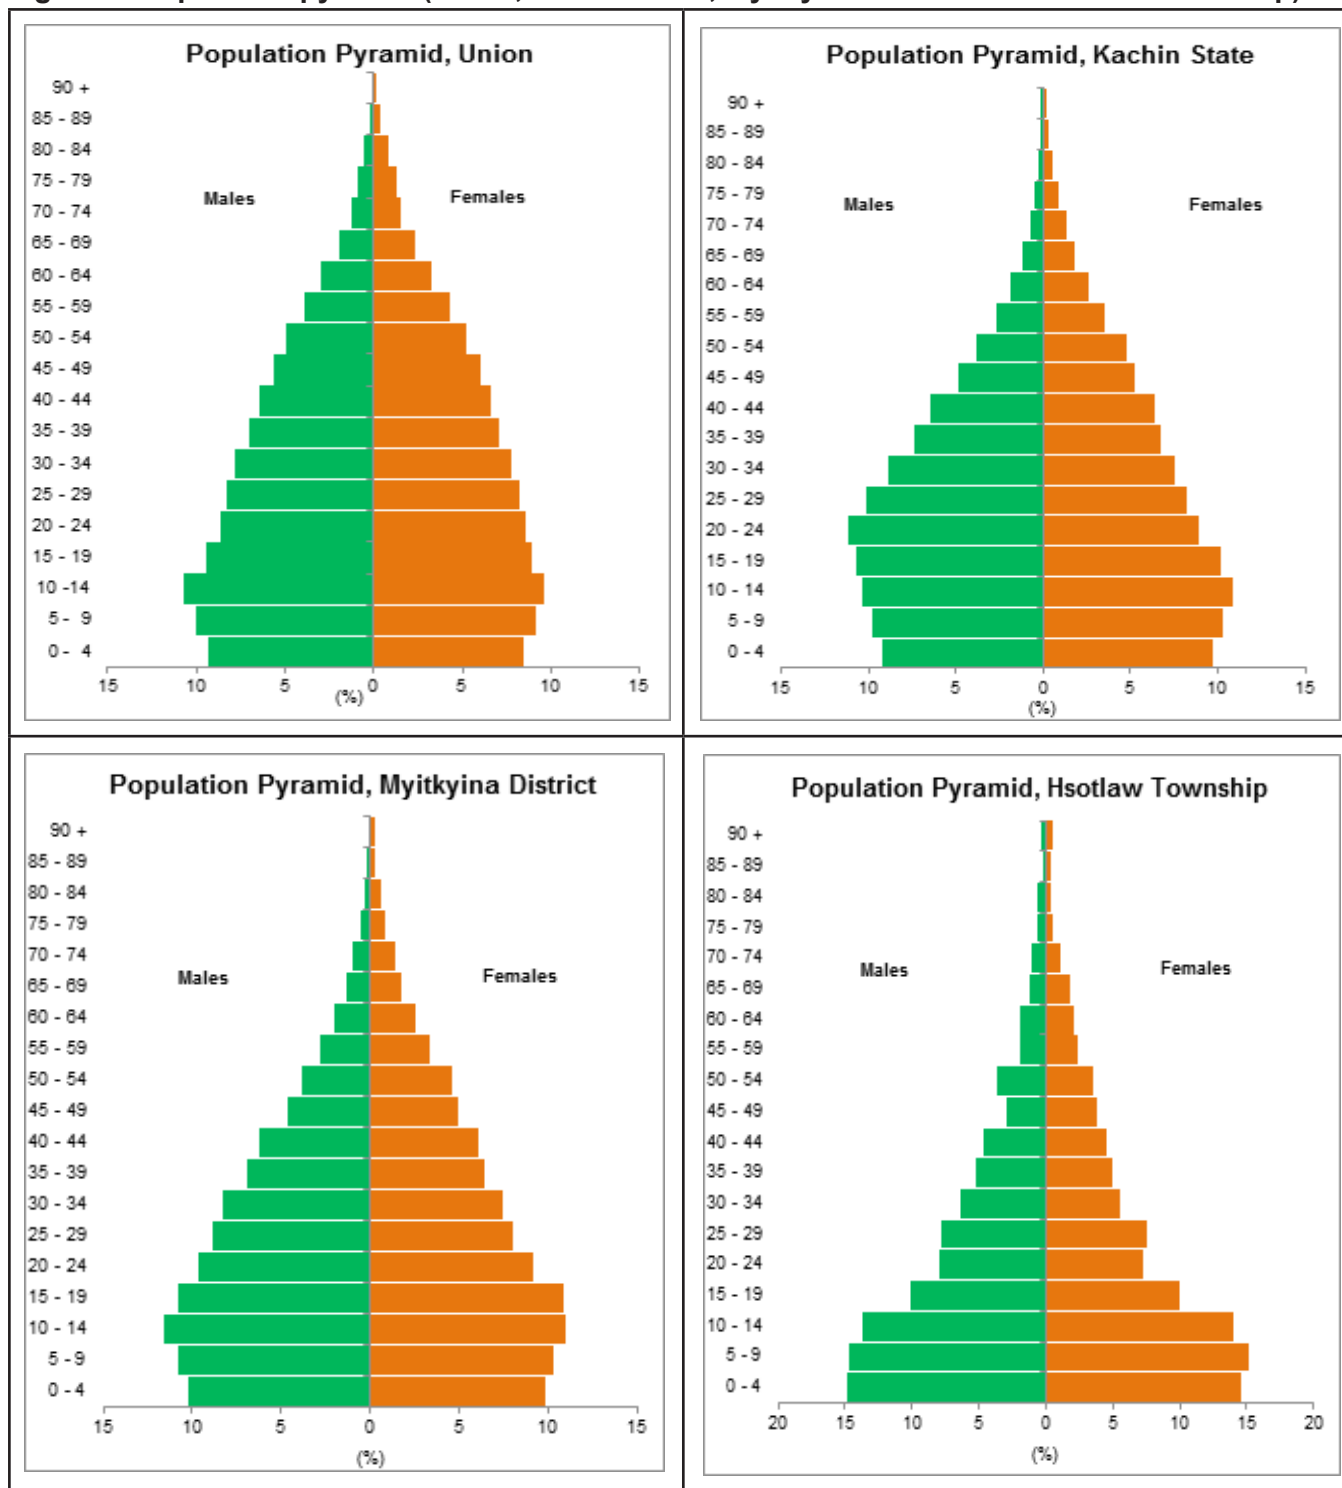 Population Pyramid, Union
90 +
85 - 89
80 - 84
75 - 79
70 - 74
65 - 69
60 - 64
55 - 59
50 - 54
45 - 49
40 - 44
35 - 39
30 - 34
25 - 29
20 - 24
15 - 19
10 -14
5 - 9
0 - 4
Males
Females
15 10 5 0 5 10 15
(%)
Population Pyramid, Kachin State
90 +
85 - 89
80 - 84
75 - 79
70 - 74
65 - 69
60 - 64
55 - 59
50 - 54
45 - 49
40 - 44
35 - 39
30 - 34
25 - 29
20 - 24
15 - 19
10 - 14
5 - 9
0 - 4
Males
Females
15 10 5 0 5 10 15
(%)
Population Pyramid, Myitkyina District
90 +
85 - 89
80 - 84
75 - 79
70 - 74
65 - 69
60 - 64
55 - 59
50 - 54
45 - 49
40 - 44
35 - 39
30 - 34
25 - 29
20 - 24
15 - 19
10 - 14
5 - 9
0 - 4
Males
Females
15 10 5 0 5 10 15
(%)
Population Pyramid, Hsotlaw Township
90 +
85 - 89
80 - 84
75 - 79
70 - 74
65 - 69
60 - 64
55 - 59
50 - 54
45 - 49
40 - 44
35 - 39
30 - 34
25 - 29
20 - 24
15 - 19
10 - 14
5 - 9
0 - 4
Males
Females
20 15 10 5 0 5 10 15 20
(%)